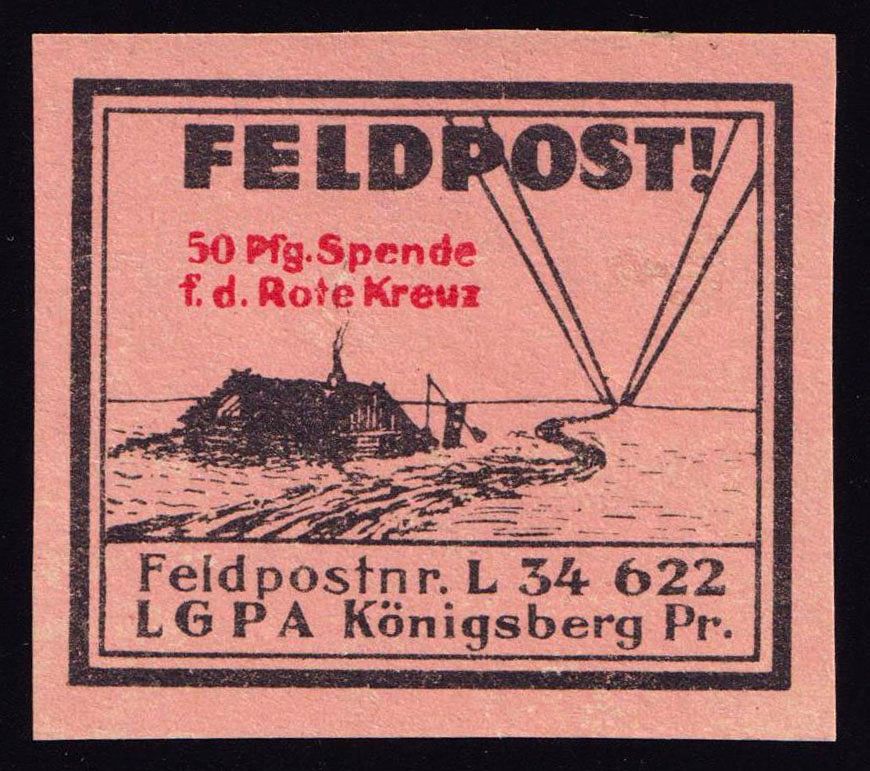 FELDPOST!
50 Pfg. Spende
f. d. Rote Kreuz
Feldpostnr. L 34 622
LGPA Königsberg Pr.